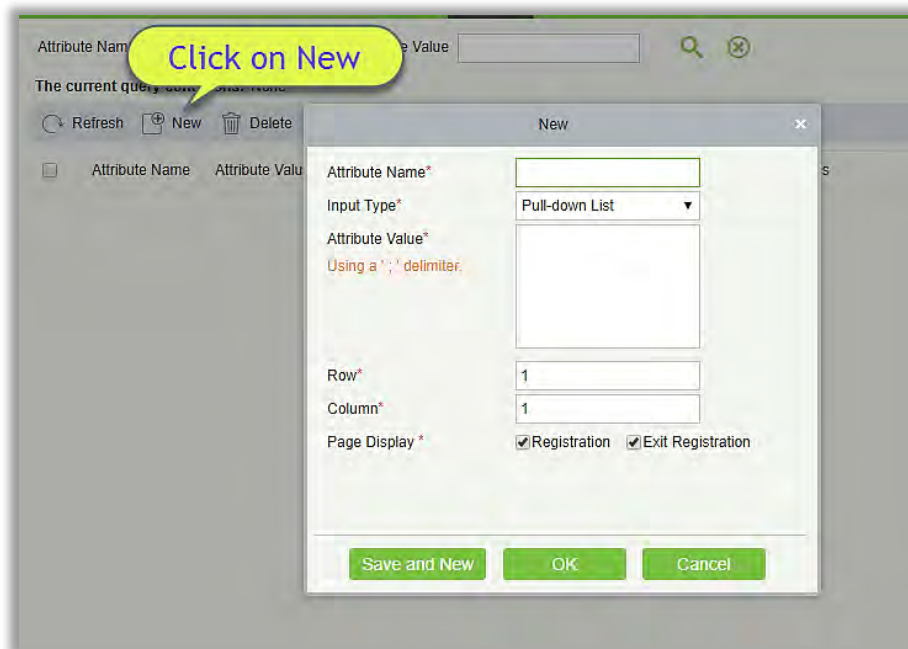 Attribute Nam
Click on New
e Value
The current query conditions: None
Refresh New Delete
New
×
Attribute Name Attribute Valu
s
Attribute Name*
Input Type* Pull-down List
Attribute Value*
Using a ' ; ' delimiter.
Row* 1
Column* 1
Page Display * Registration Exit Registration
Save and New OK Cancel